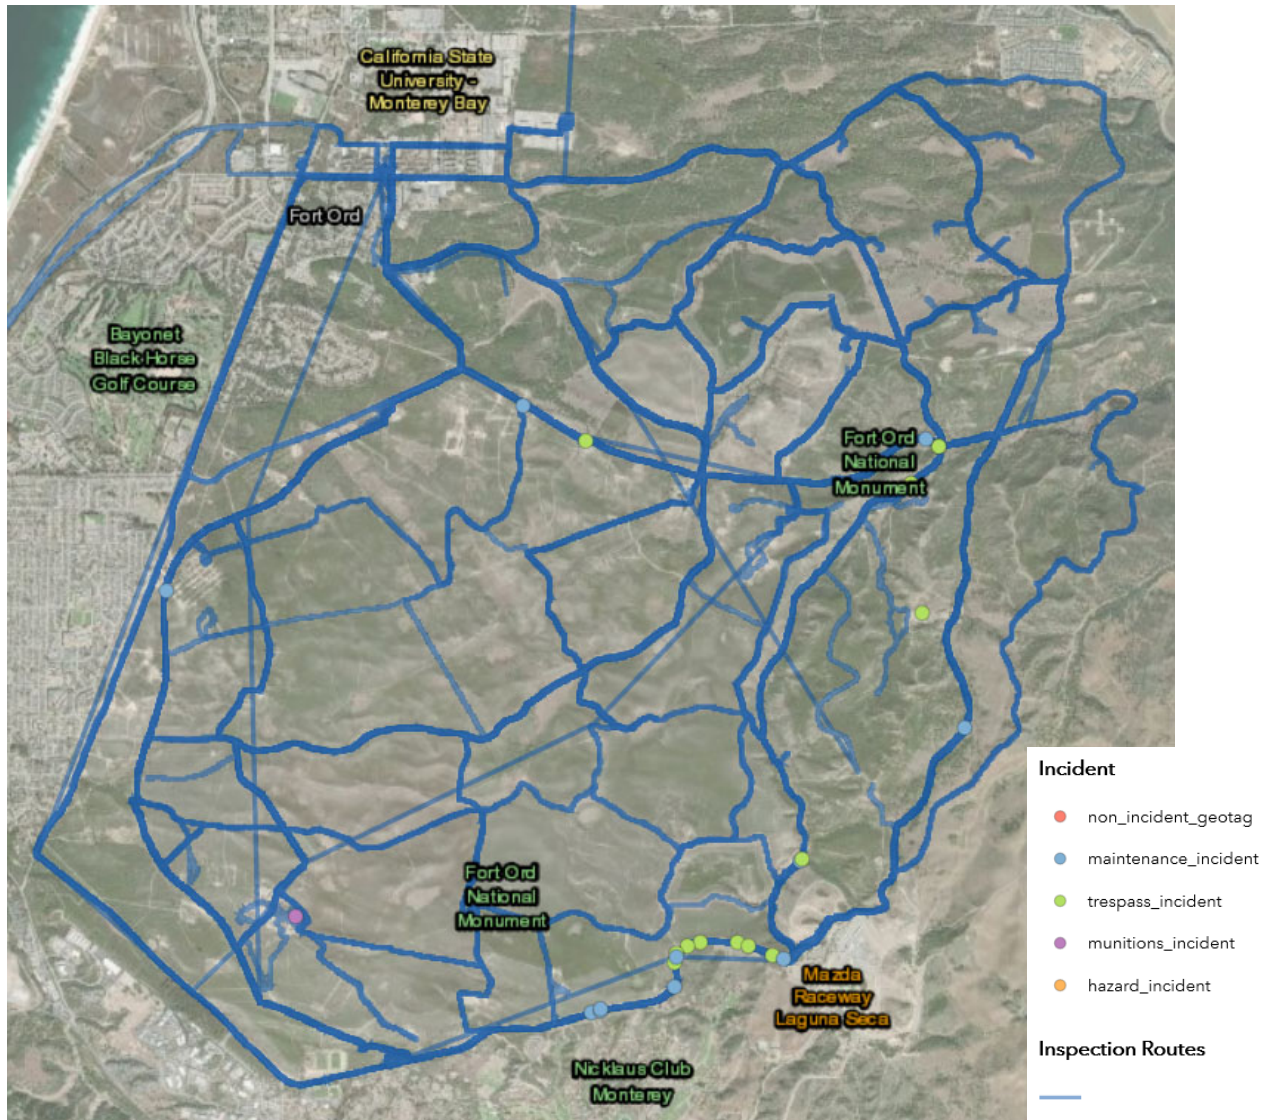 California State
University -
Monterey Bay
Fort Ord
Bayonet
Black Horse
Golf Course
Fort Ord
National
Monument
Fort Ord
National
Monument
Mazda
Raceway
Laguna Seca
Nicklaus Club
Monterey
Incident
non_incident_geotag
maintenance_incident
trespass_incident
munitions_incident
hazard_incident
Inspection Routes